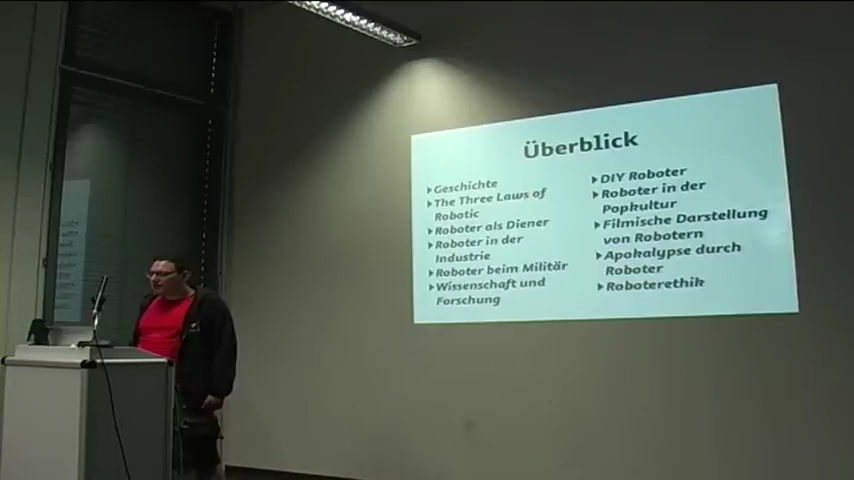 Überblick
Geschichte
The Three Laws of
Robotic
Roboter als Diener
Roboter in der
Industrie
Roboter beim Militär
Wissenschaft und
Forschung
DIY Roboter
Roboter in der
Popkultur
Filmische Darstellung
von Robotern
Apokalypse durch
Roboter
Roboterethik